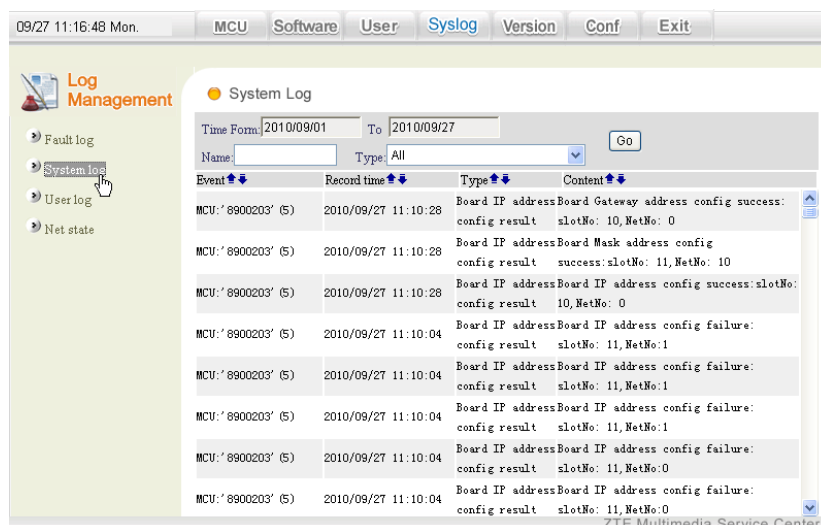 09/27 11:16:48 Mon. MCU Software User Syslog Version Conf Exit
Log
Management
Fault log
System log
User log
Net state
System Log
Time Form: 2010/09/01 To 2010/09/27
Go
Name: Type: All
Event Record time Type Content
MCU:'8900203' (5) 2010/09/27 11:10:28 Board IP address config result Board Gateway address config success: slotNo: 10,NetNo: 0
MCU:'8900203' (5) 2010/09/27 11:10:28 Board IP address config result Board Mask address config success:slotNo: 11,NetNo: 10
MCU:'8900203' (5) 2010/09/27 11:10:28 Board IP address config result Board IP address config success:slotNo: 10,NetNo: 0
MCU:'8900203' (5) 2010/09/27 11:10:04 Board IP address config result Board IP address config failure: slotNo: 11,NetNo:1
MCU:'8900203' (5) 2010/09/27 11:10:04 Board IP address config result Board IP address config failure: slotNo: 11,NetNo:1
MCU:'8900203' (5) 2010/09/27 11:10:04 Board IP address config result Board IP address config failure: slotNo: 11,NetNo:1
MCU:'8900203' (5) 2010/09/27 11:10:04 Board IP address config result Board IP address config failure: slotNo: 11,NetNo:0
MCU:'8900203' (5) 2010/09/27 11:10:04 Board IP address config result Board IP address config failure: slotNo: 11,NetNo:0
ZTE Multimedia Service Center